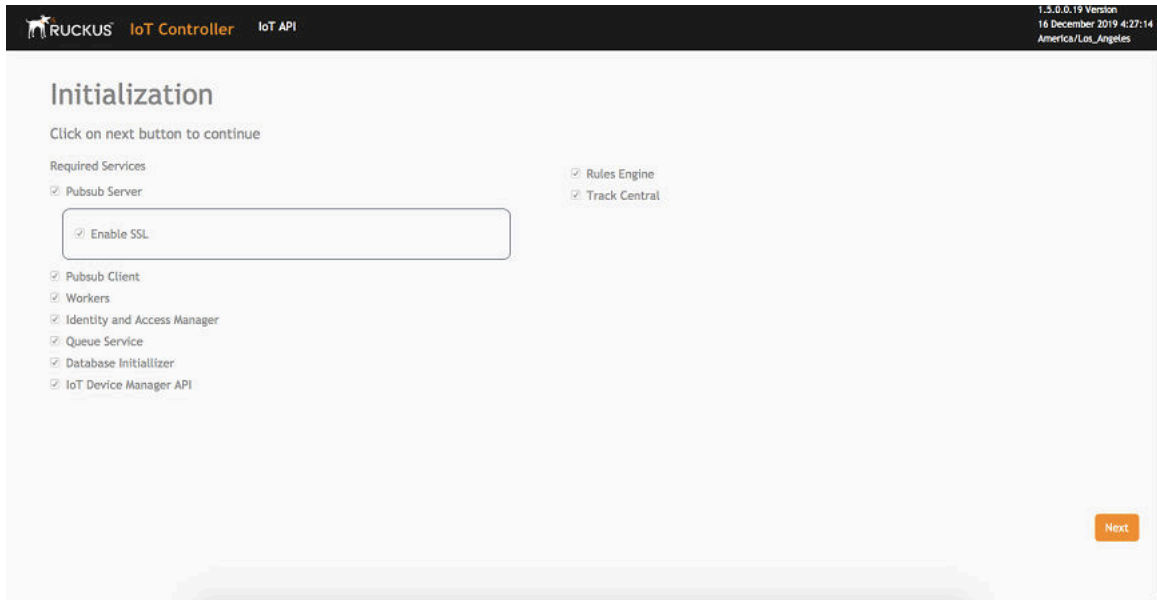 RUCKUS IoT Controller IoT API
1.5.0.0.19 Version
16 December 2019 4:27:14
America/Los_Angeles
Initialization
Click on next button to continue
Required Services
Pubsub Server
Enable SSL
Pubsub Client
Workers
Identity and Access Manager
Queue Service
Database Initiallizer
IoT Device Manager API
Rules Engine
Track Central
Next